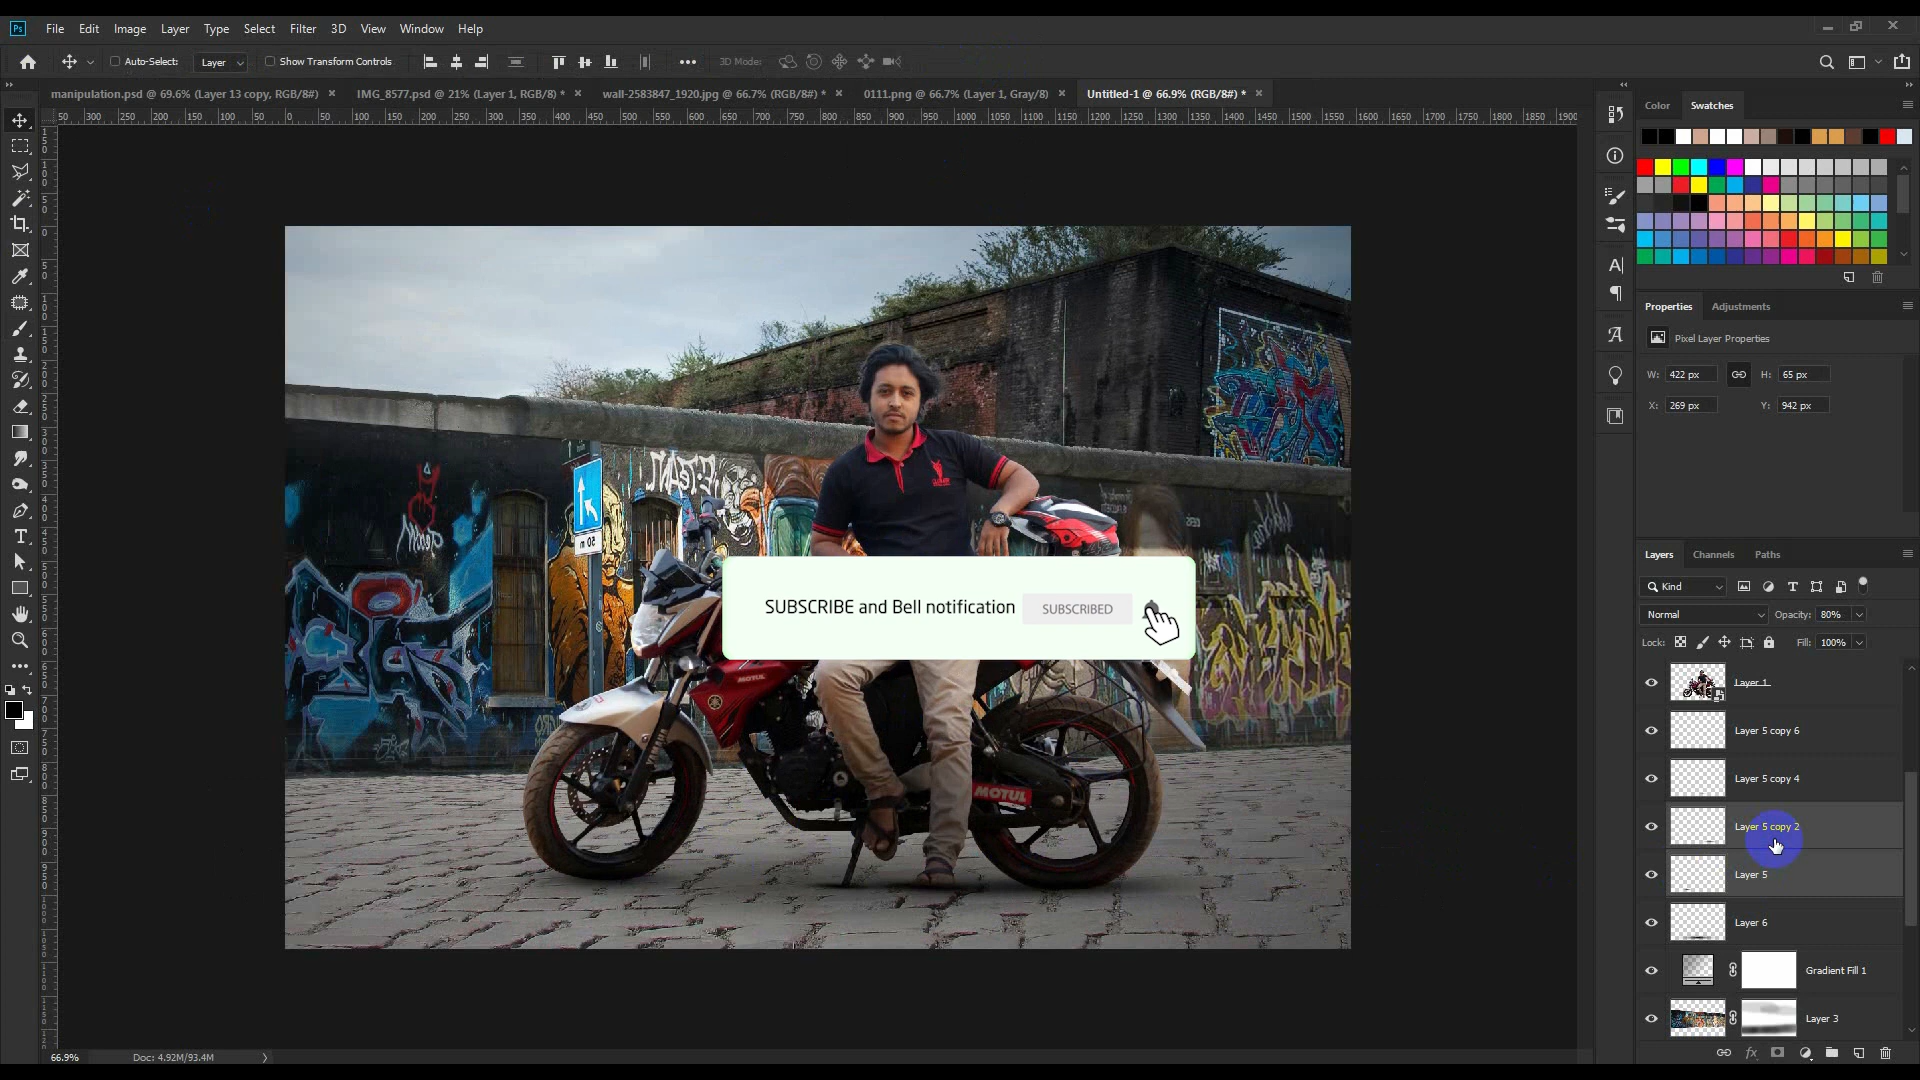 Ps File Edit Image Layer Type Select Filter 3D View Window Help
Auto-Select: Layer Show Transform Controls 3D Mode:
manipulation.psd @ 69.6% (Layer 13 copy, RGB/8#) × IMG_8577.psd @ 21% (Layer 1, RGB/8) * × wall-2583847_1920.jpg @ 66.7% (RGB/8#) * × 0111.png @ 66.7% (Layer 1, Gray/8) × Untitled-1 @ 66.9% (RGB/8#) * ×
Color Swatches
Properties Adjustments
Pixel Layer Properties
W: 422 px H: 65 px
X: 269 px Y: 942 px
50 m
SUBSCRIBE and Bell notification SUBSCRIBED
MOTUL
MOTUL
Layers Channels Paths
Kind
Normal Opacity: 80%
Lock: Fill: 100%
Layer 1
Layer 5 copy 6
Layer 5 copy 4
Layer 5 copy 2
Layer 5
Layer 6
Gradient Fill 1
Layer 3
66.9% Doc: 4.92M/93.4M